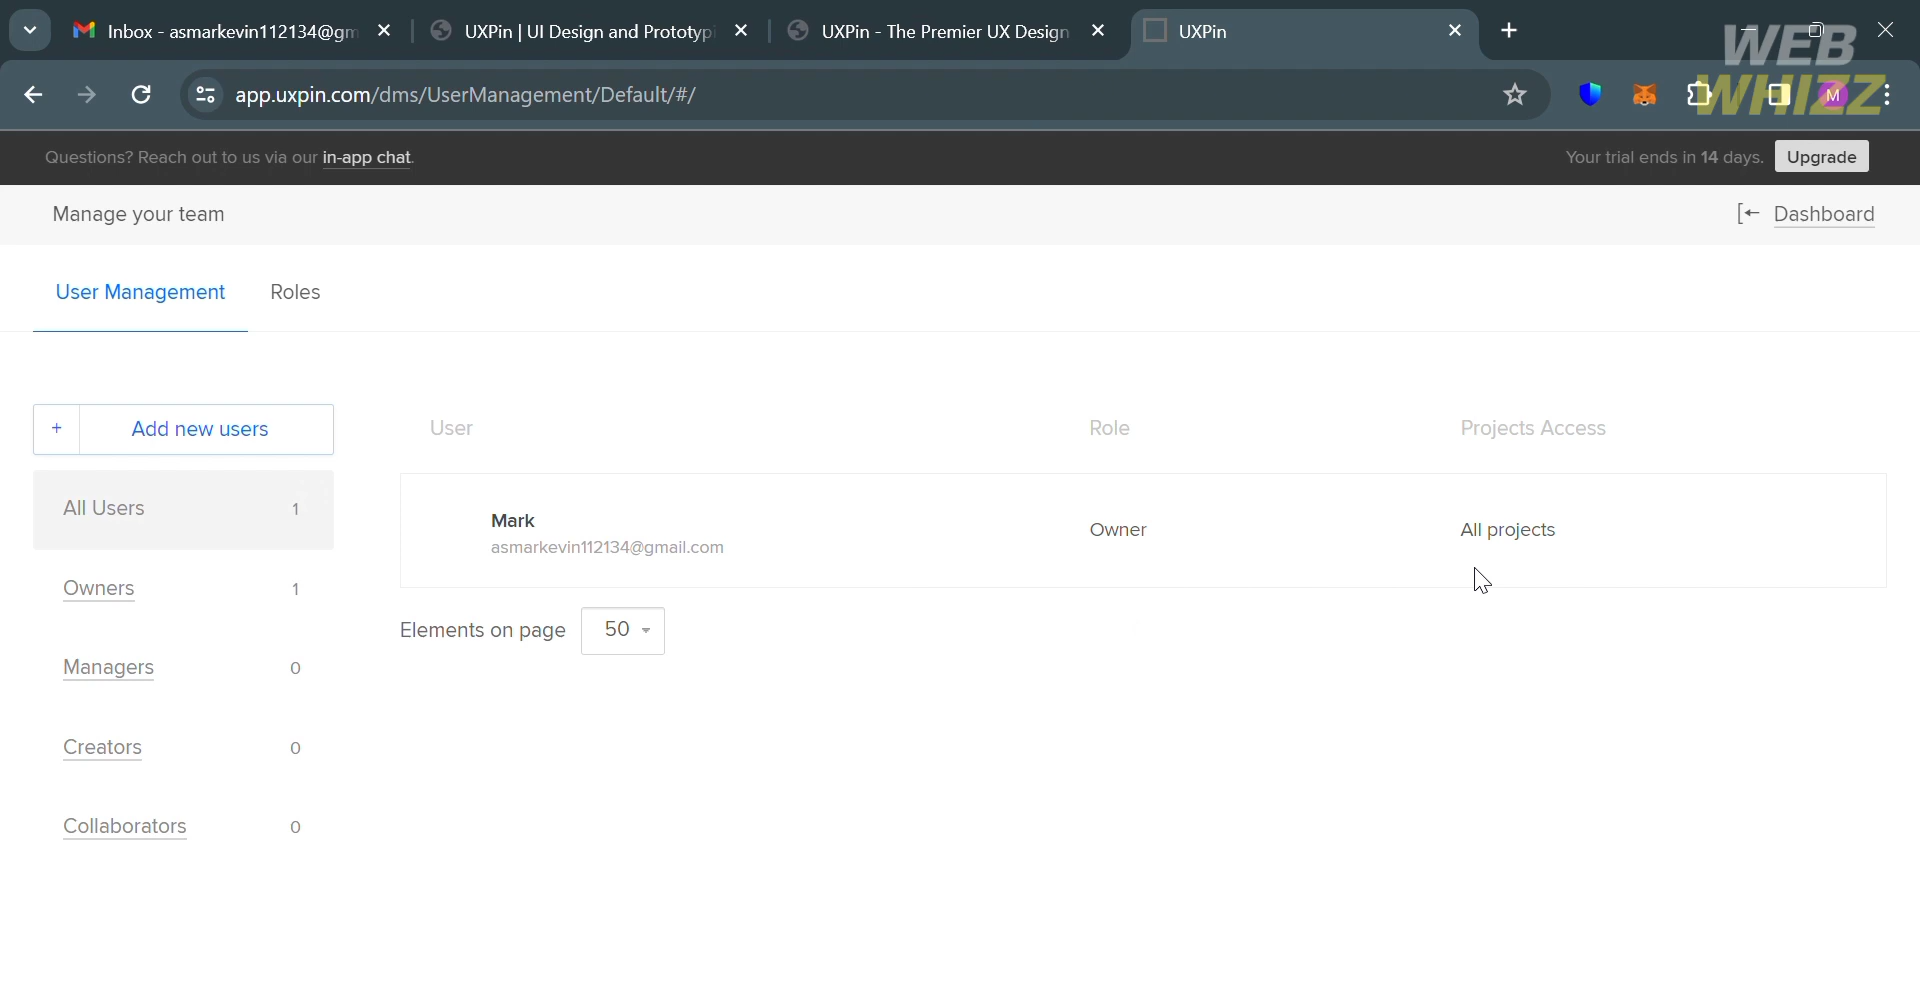 Inbox - asmarkevin112134@gm
UXPin | UI Design and Prototypi
UXPin - The Premier UX Design
UXPin
WEB
WHIZZ
app.uxpin.com/dms/UserManagement/Default/#/
M
Questions? Reach out to us via our in-app chat.
Your trial ends in 14 days.
Upgrade
Manage your team
Dashboard
User Management
Roles
+ Add new users
User
Role
Projects Access
All Users 1
Mark
asmarkevin112134@gmail.com
Owner
All projects
Owners 1
Elements on page 50
Managers 0
Creators 0
Collaborators 0